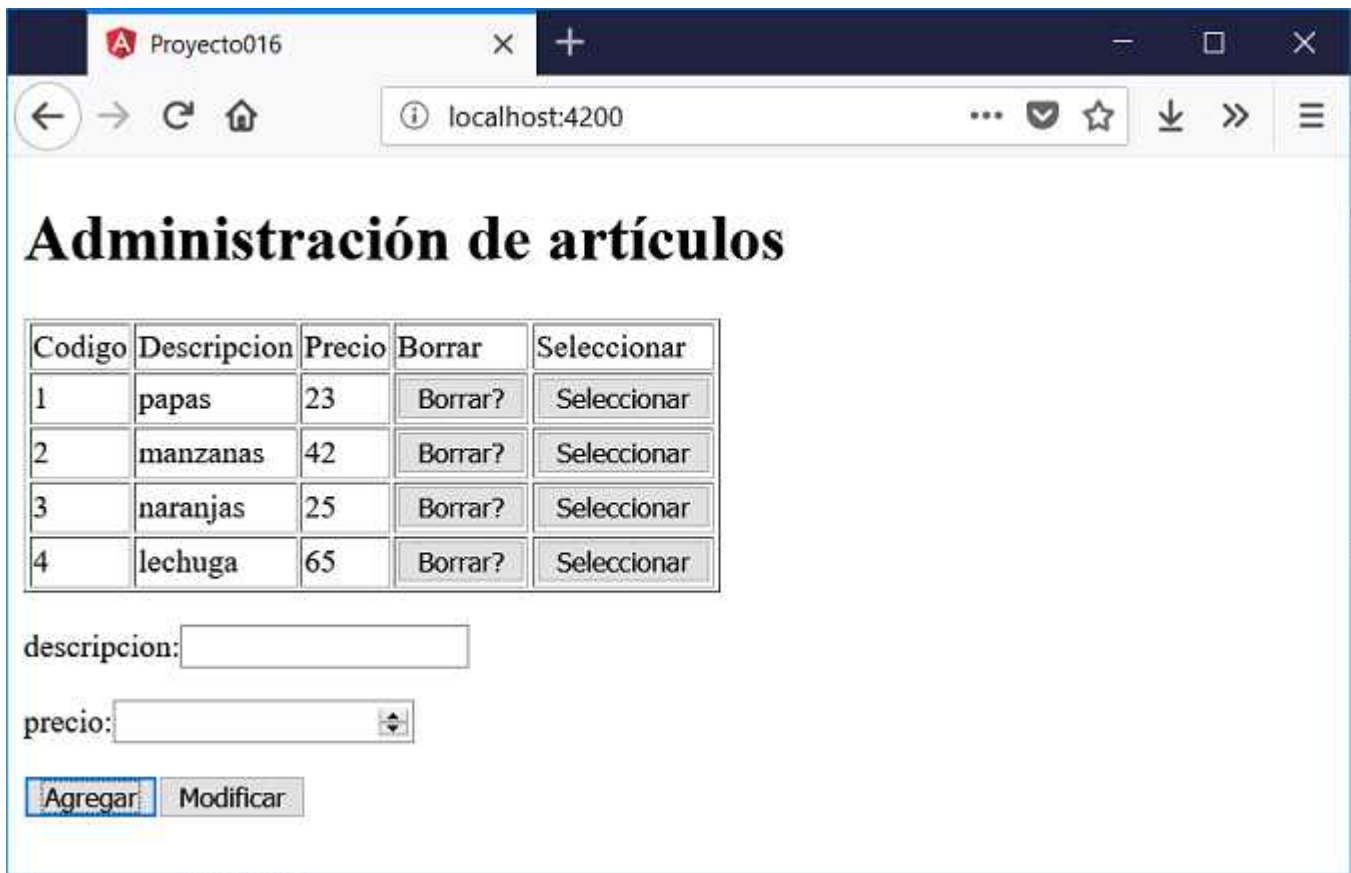 Proyecto016
localhost:4200
Administración de artículos
Codigo Descripcion Precio Borrar Seleccionar
1 papas 23 Borrar? Seleccionar
2 manzanas 42 Borrar? Seleccionar
3 naranjas 25 Borrar? Seleccionar
4 lechuga 65 Borrar? Seleccionar
descripcion:
precio:
Agregar Modificar